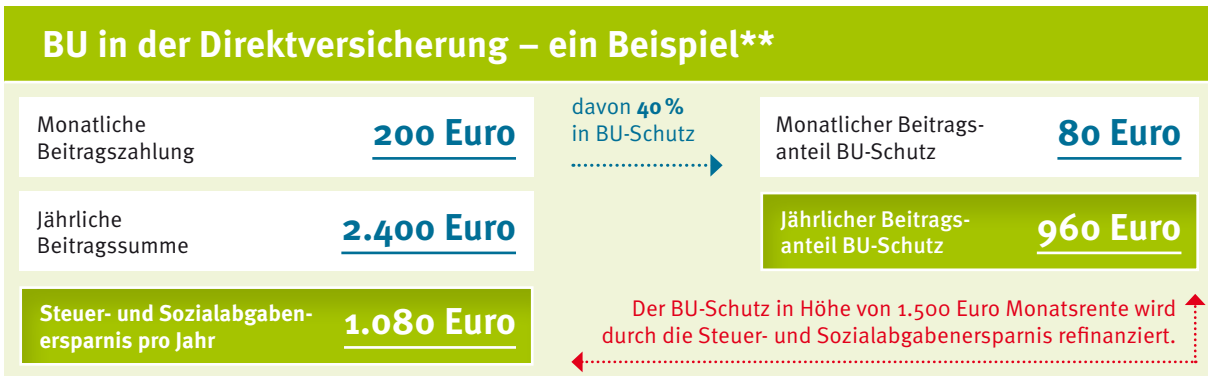 BU in der Direktversicherung – ein Beispiel**
Monatliche
Beitragszahlung
200 Euro
davon 40 %
in BU-Schutz
Monatlicher Beitrags-
anteil BU-Schutz
80 Euro
Jährliche
Beitragssumme
2.400 Euro
Jährlicher Beitrags-
anteil BU-Schutz
960 Euro
Steuer- und Sozialabgaben-
ersparnis pro Jahr
1.080 Euro
Der BU-Schutz in Höhe von 1.500 Euro Monatsrente wird
durch die Steuer- und Sozialabgabenersparnis refinanziert.